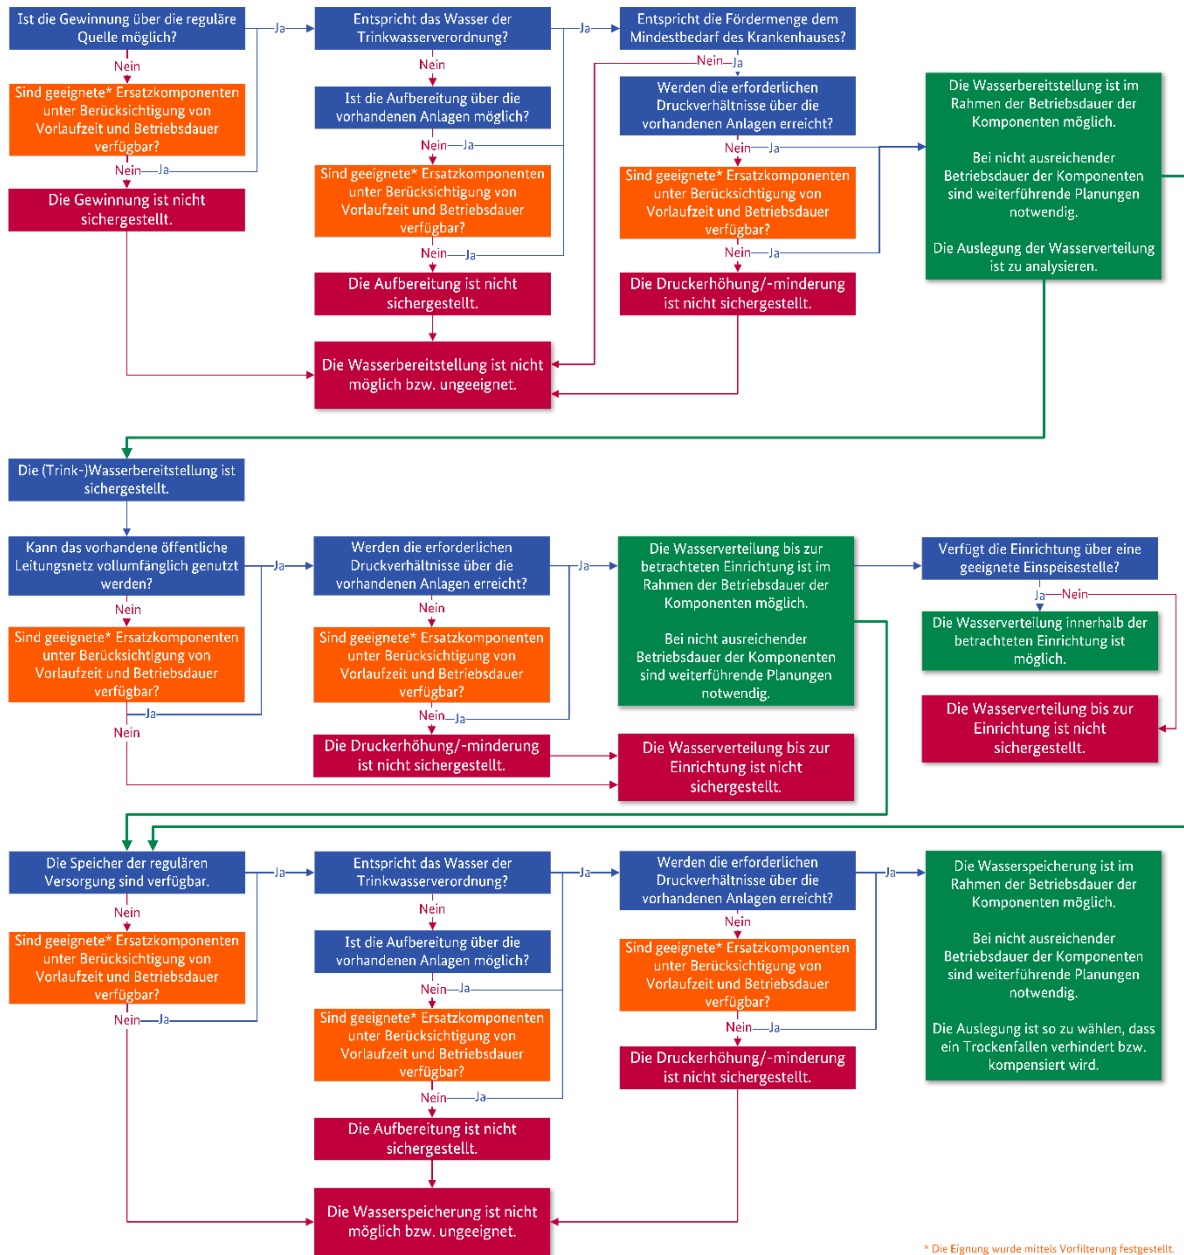 Ist die Gewinnung über die reguläre
Quelle möglich?
Ja
Entspricht das Wasser der
Trinkwasserverordnung?
Ja
Entspricht die Fördermenge dem
Mindestbedarf des Krankenhauses?
Nein
Sind geeignete* Ersatzkomponenten
unter Berücksichtigung von
Vorlaufzeit und Betriebsdauer
verfügbar?
Nein
Ja
Die Gewinnung ist nicht
sichergestellt.
Nein
Ist die Aufbereitung über die
vorhandenen Anlagen möglich?
Nein
Ja
Sind geeignete* Ersatzkomponenten
unter Berücksichtigung von
Vorlaufzeit und Betriebsdauer
verfügbar?
Nein
Ja
Die Aufbereitung ist nicht
sichergestellt.
Nein
Ja
Werden die erforderlichen
Druckverhältnisse über die
vorhandenen Anlagen erreicht?
Nein
Ja
Sind geeignete* Ersatzkomponenten
unter Berücksichtigung von
Vorlaufzeit und Betriebsdauer
verfügbar?
Nein
Ja
Die Druckerhöhung/-minderung
ist nicht sichergestellt.
Die Wasserbereitstellung ist nicht
möglich bzw. ungeeignet.
Die Wasserbereitstellung ist im
Rahmen der Betriebsdauer der
Komponenten möglich.
Bei nicht ausreichender
Betriebsdauer der Komponenten
sind weiterführende Planungen
notwendig.
Die Auslegung der Wasserverteilung
ist zu analysieren.
Die (Trink-)Wasserbereitstellung ist
sichergestellt.
Kann das vorhandene öffentliche
Leitungsnetz vollumfänglich genutzt
werden?
Ja
Nein
Sind geeignete* Ersatzkomponenten
unter Berücksichtigung von
Vorlaufzeit und Betriebsdauer
verfügbar?
Ja
Nein
Werden die erforderlichen
Druckverhältnisse über die
vorhandenen Anlagen erreicht?
Ja
Nein
Sind geeignete* Ersatzkomponenten
unter Berücksichtigung von
Vorlaufzeit und Betriebsdauer
verfügbar?
Nein
Ja
Die Druckerhöhung/-minderung
ist nicht sichergestellt.
Die Wasserverteilung bis zur
betrachteten Einrichtung ist im
Rahmen der Betriebsdauer der
Komponenten möglich.
Bei nicht ausreichender
Betriebsdauer der Komponenten
sind weiterführende Planungen
notwendig.
Die Wasserverteilung bis zur
Einrichtung ist nicht
sichergestellt.
Verfügt die Einrichtung über eine
geeignete Einspeisestelle?
Ja
Nein
Die Wasserverteilung innerhalb der
betrachteten Einrichtung ist
möglich.
Die Wasserverteilung bis zur
Einrichtung ist nicht
sichergestellt.
Die Speicher der regulären
Versorgung sind verfügbar.
Ja
Nein
Sind geeignete* Ersatzkomponenten
unter Berücksichtigung von
Vorlaufzeit und Betriebsdauer
verfügbar?
Nein
Ja
Entspricht das Wasser der
Trinkwasserverordnung?
Ja
Nein
Ist die Aufbereitung über die
vorhandenen Anlagen möglich?
Nein
Ja
Sind geeignete* Ersatzkomponenten
unter Berücksichtigung von
Vorlaufzeit und Betriebsdauer
verfügbar?
Nein
Ja
Die Aufbereitung ist nicht
sichergestellt.
Die Wasserspeicherung ist nicht
möglich bzw. ungeeignet.
Werden die erforderlichen
Druckverhältnisse über die
vorhandenen Anlagen erreicht?
Ja
Nein
Sind geeignete* Ersatzkomponenten
unter Berücksichtigung von
Vorlaufzeit und Betriebsdauer
verfügbar?
Nein
Ja
Die Druckerhöhung/-minderung
ist nicht sichergestellt.
Die Wasserspeicherung ist im
Rahmen der Betriebsdauer der
Komponenten möglich.
Bei nicht ausreichender
Betriebsdauer der Komponenten
sind weiterführende Planungen
notwendig.
Die Auslegung ist so zu wählen, dass
ein Trockenfallen verhindert bzw.
kompensiert wird.
* Die Eignung wurde mittels Vorfilterung festgestellt.